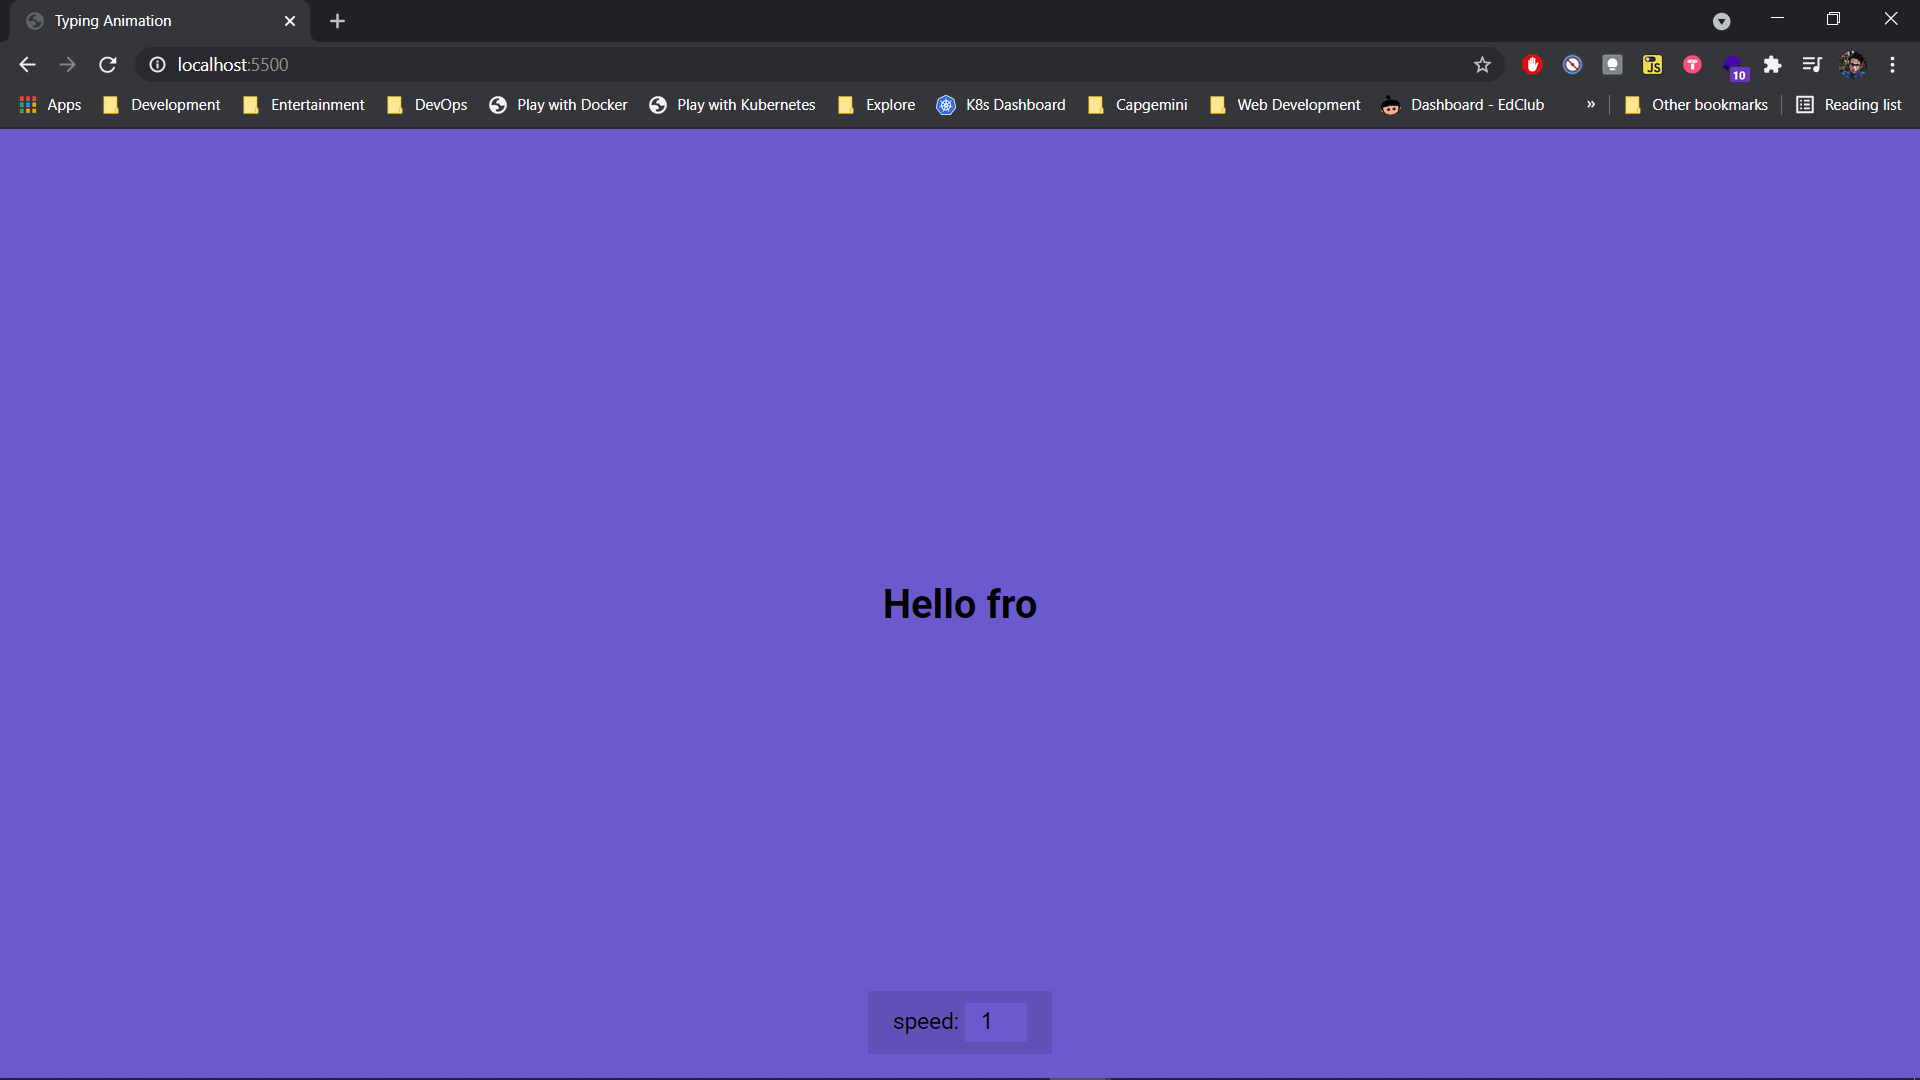 Typing Animation
localhost:5500
JS
T
10
Apps Development Entertainment DevOps Play with Docker Play with Kubernetes Explore K8s Dashboard Capgemini Web Development Dashboard - EdClub » Other bookmarks Reading list
Hello fro
speed: 1